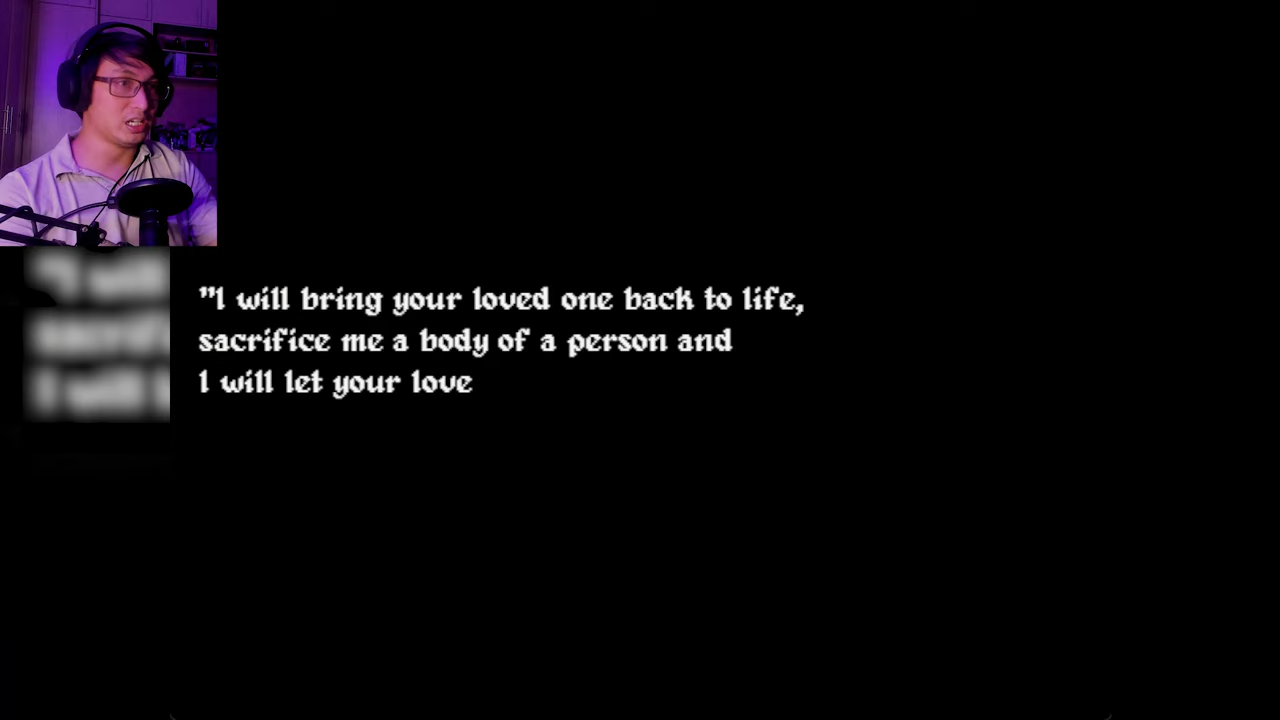 "I will bring your loved one back to life,
sacrifice me a body of a person and
I will let your love